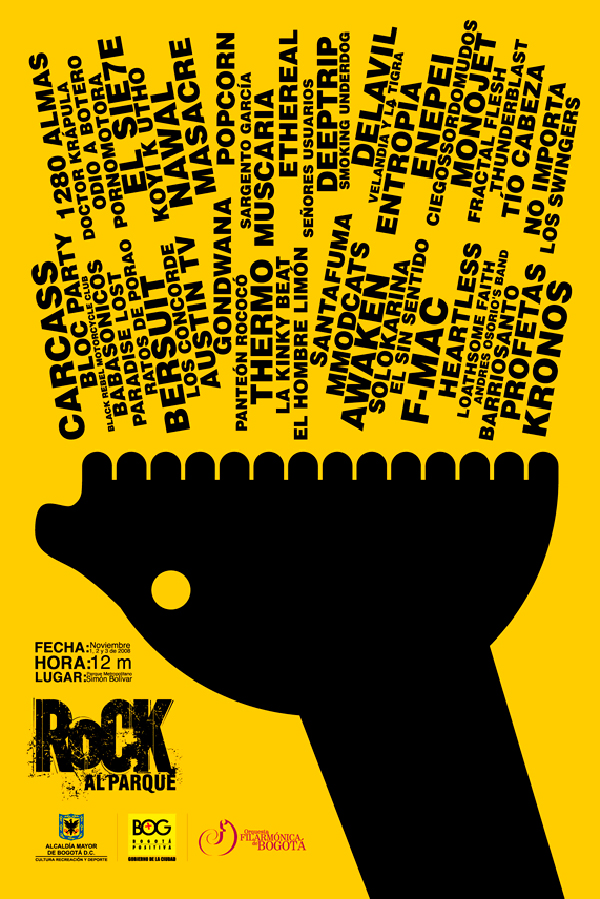 1280 ALMAS
DOCTOR KRÁPULA
ODIO A BOTERO
PORNOMOTORA
EL SIE7E
KOYI K UTHO
NAWAL
MASACRE
POPCORN
SARGENTO GARCÍA
MUSCARIA
ETHEREAL
SEÑORES USUARIOS
DEEPTRIP
SMOKING UNDERDOG
DELAVIL
VELANDIA Y LA TIGRA
ENTROPIA
ENEPEI
CIEGOSSORDOMUDOS
MONOJET
FRACTAL FLESH
THUNDERBLAST
TÍO CABEZA
NO IMPORTA
LOS SWINGERS
CARCASS
BLOC PARTY
BLACK REBEL MOTORCYCLE CLUB
BABASONICOS
PARADISE LOST
RATOS DE PORAO
BERSUIT
LOS CONCORDE
AUSTIN TV
GONDWANA
PANTEÓN ROCOCÓ
THERMO
LA KINKY BEAT
EL HOMBRE LIMÓN
SANTAFUMA
MMODCATS
AWAKEN
SOLOKARINA
EL SIN SENTIDO
F-MAC
HEARTLESS
LOATHSOME FAITH
ANDRES OSORIO'S BAND
BARRIOSANTO
PROFETAS
KRONOS
FECHA: Noviembre
1, 2 y 3 de 2008
HORA: 12 m
LUGAR: Parque Metropolitano
Simón Bolívar
ROCK
AL PARQUE
ALCALDÍA MAYOR
DE BOGOTÁ D.C.
CULTURA RECREACIÓN Y DEPORTE
BOG
BOGOTÁ
POSITIVA
GOBIERNO DE LA CIUDAD
Orquesta
FILARMÓNICA
de BOGOTÁ